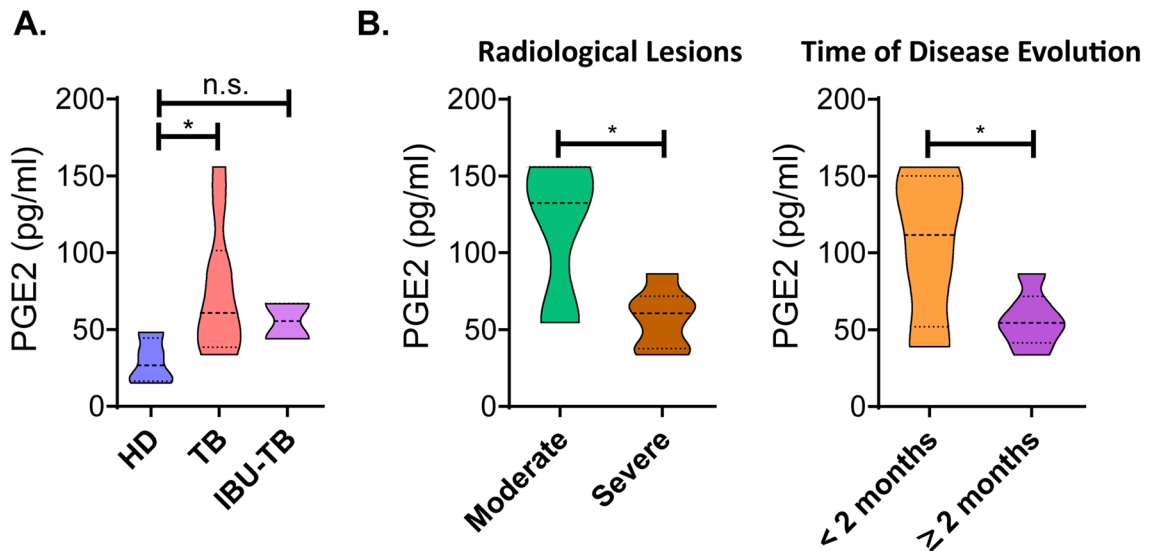 A.
B.
Radiological Lesions
Time of Disease Evolution
n.s.
*
200
150
100
50
0
PGE2 (pg/ml)
HD
TB
IBU-TB
*
200
150
100
50
0
PGE2 (pg/ml)
Moderate
Severe
*
200
150
100
50
0
PGE2 (pg/ml)
< 2 months
≥ 2 months